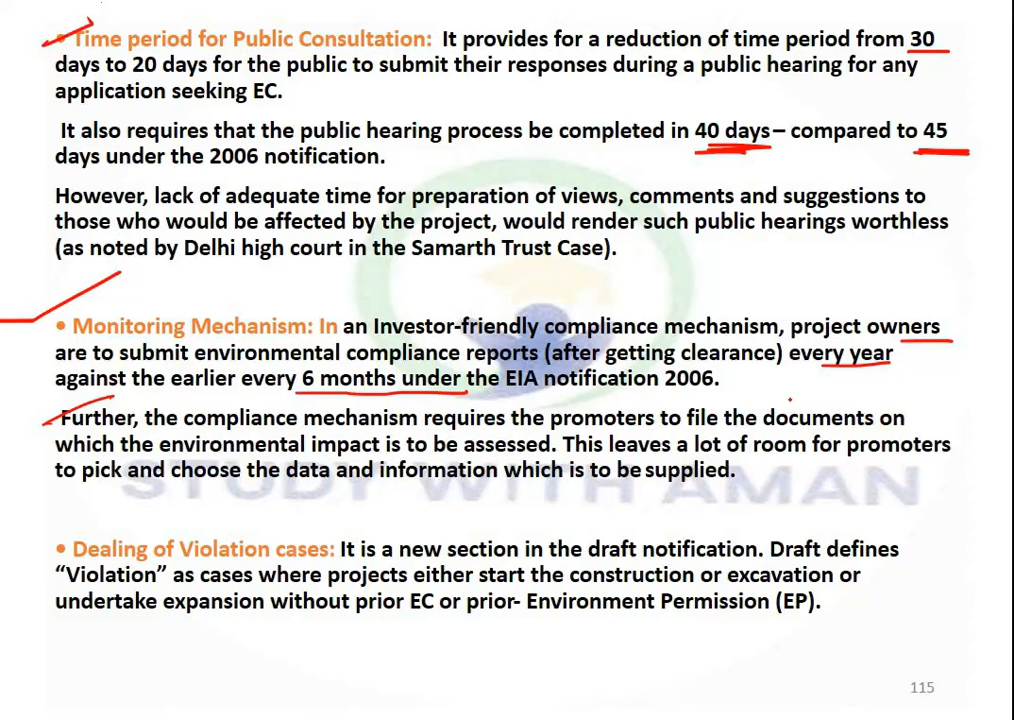 • Time period for Public Consultation: It provides for a reduction of time period from 30
days to 20 days for the public to submit their responses during a public hearing for any
application seeking EC.
It also requires that the public hearing process be completed in 40 days – compared to 45
days under the 2006 notification.
However, lack of adequate time for preparation of views, comments and suggestions to
those who would be affected by the project, would render such public hearings worthless
(as noted by Delhi high court in the Samarth Trust Case).
• Monitoring Mechanism: In an Investor-friendly compliance mechanism, project owners
are to submit environmental compliance reports (after getting clearance) every year
against the earlier every 6 months under the EIA notification 2006.
Further, the compliance mechanism requires the promoters to file the documents on
which the environmental impact is to be assessed. This leaves a lot of room for promoters
to pick and choose the data and information which is to be supplied.
STUDY WITH AMAN
• Dealing of Violation cases: It is a new section in the draft notification. Draft defines
“Violation” as cases where projects either start the construction or excavation or
undertake expansion without prior EC or prior- Environment Permission (EP).
115